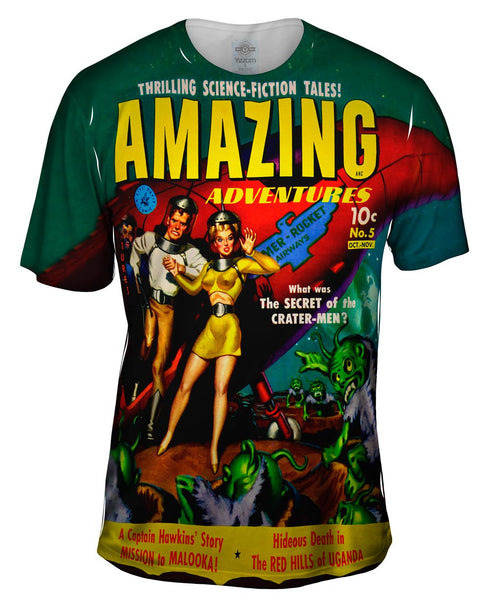 Yizzam
THRILLING SCIENCE-FICTION TALES!
AMAZING
ADVENTURES
10c
No. 5
OCT.-NOV.
MER-ROCKET
AIRWAYS
What was
The SECRET of the
CRATER-MEN?
A Captain Hawkins' Story
MISSION to MALOOKA!
*
Hideous Death in
The RED HILLS of UGANDA